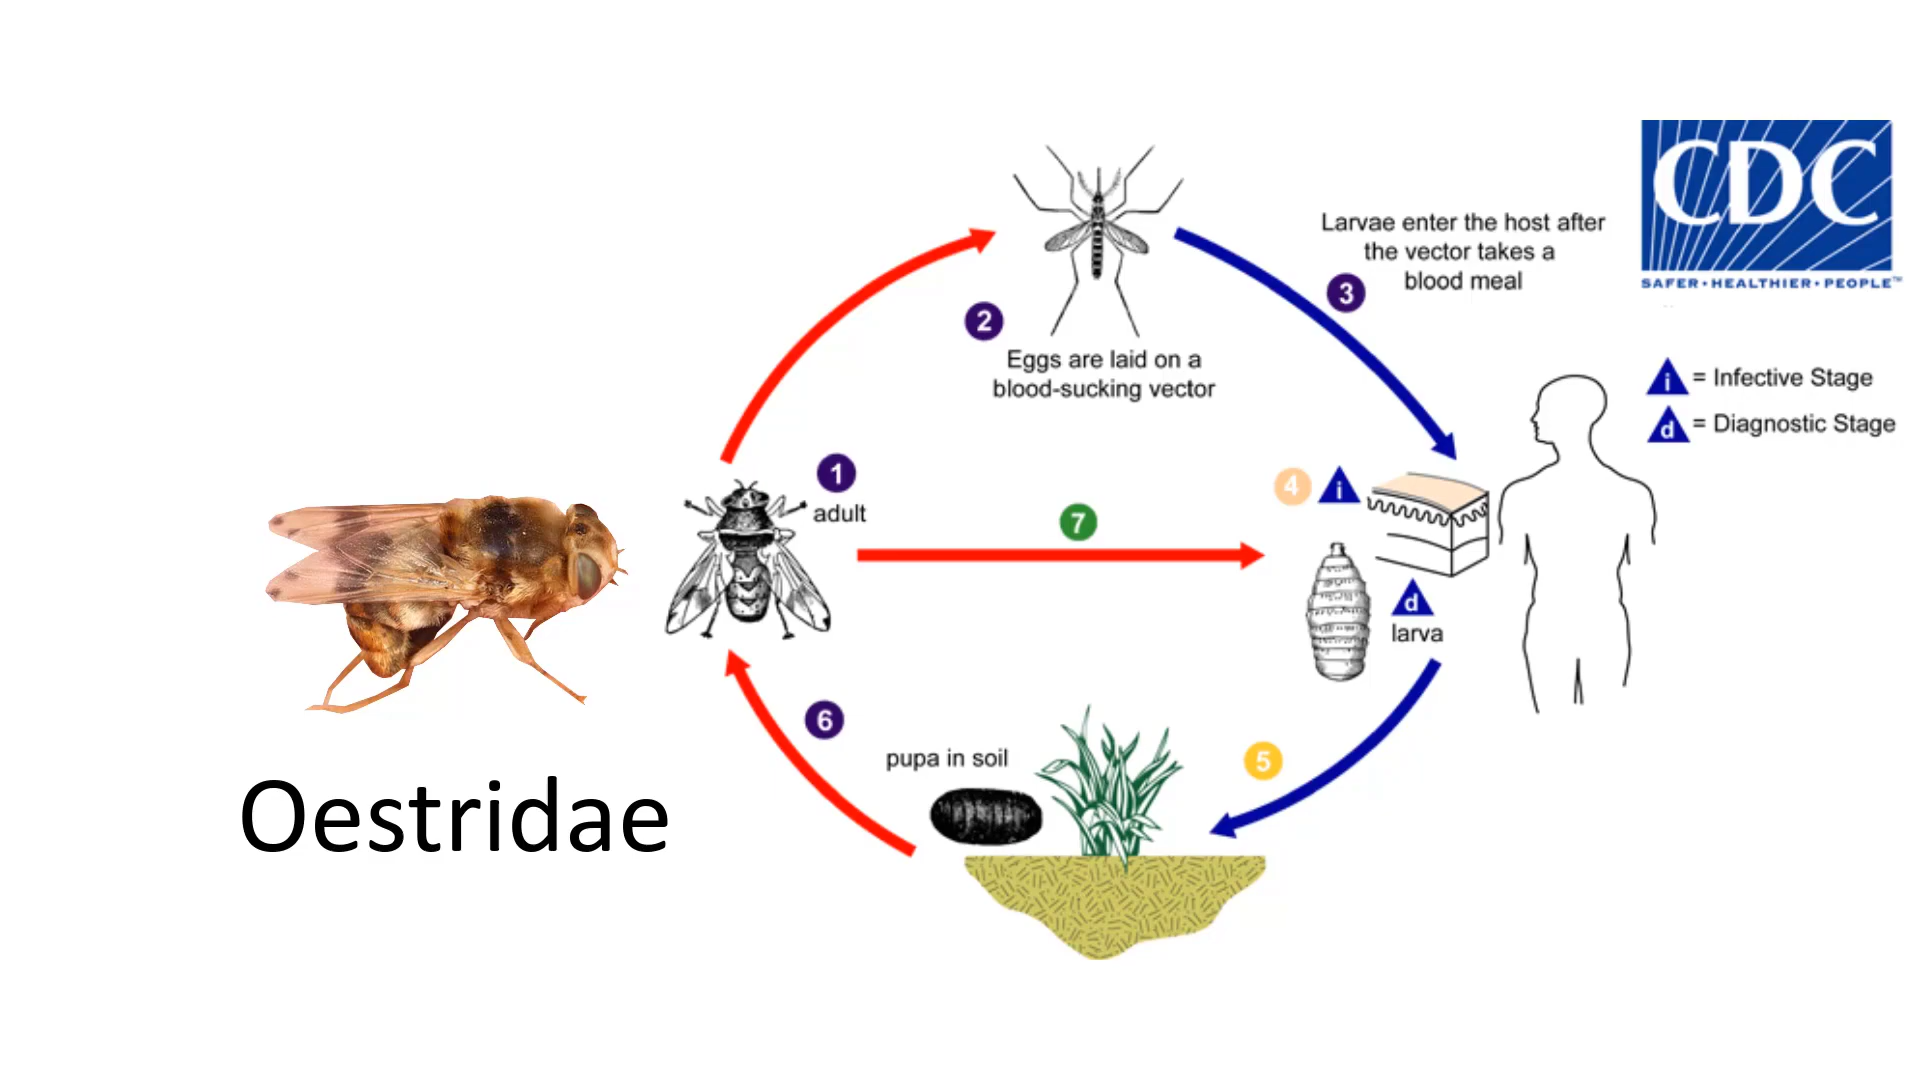 CDC
SAFER • HEALTHIER • PEOPLE™
Larvae enter the host after
the vector takes a
blood meal
3
2
Eggs are laid on a
blood-sucking vector
i = Infective Stage
d = Diagnostic Stage
1
adult
4 i
7
d
larva
6
pupa in soil
5
Oestridae